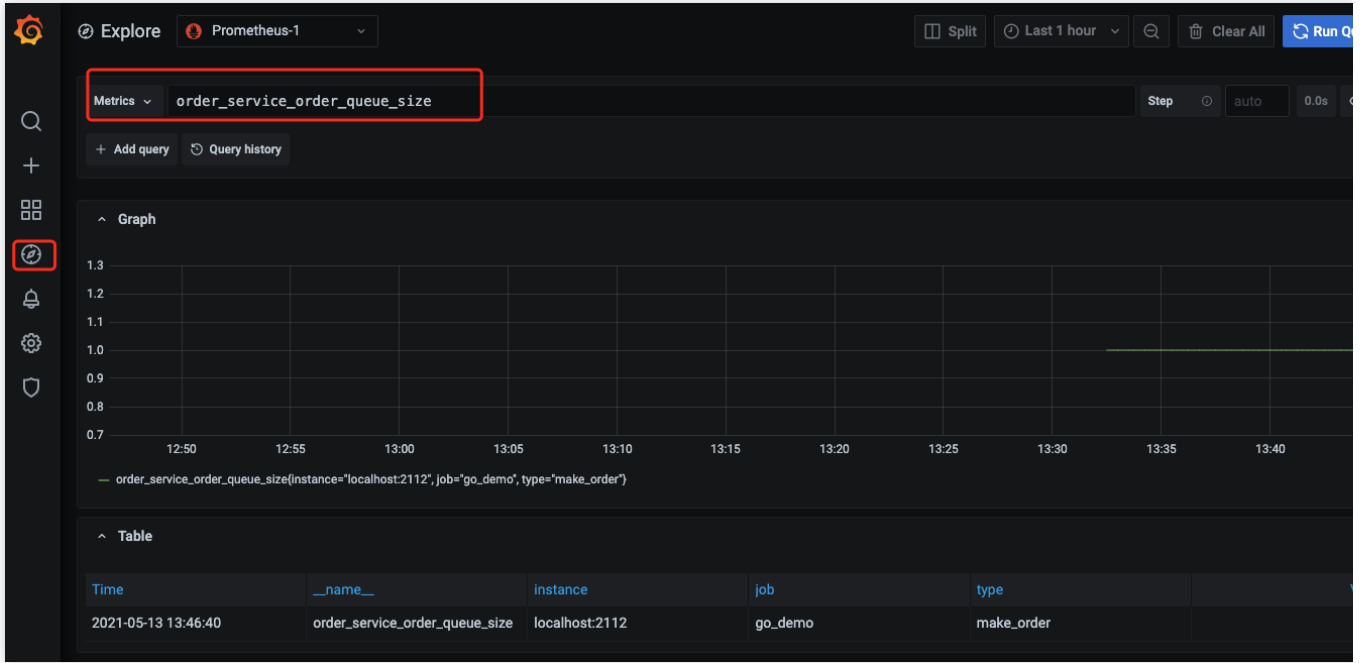 Explore Prometheus-1 Split Last 1 hour Clear All Run Qu
Metrics order_service_order_queue_size Step auto 0.0s
+ Add query Query history
Graph
1.3
1.2
1.1
1.0
0.9
0.8
0.7
12:50 12:55 13:00 13:05 13:10 13:15 13:20 13:25 13:30 13:35 13:40
order_service_order_queue_size{instance="localhost:2112", job="go_demo", type="make_order"}
Table
Time __name__ instance job type
2021-05-13 13:46:40 order_service_order_queue_size localhost:2112 go_demo make_order